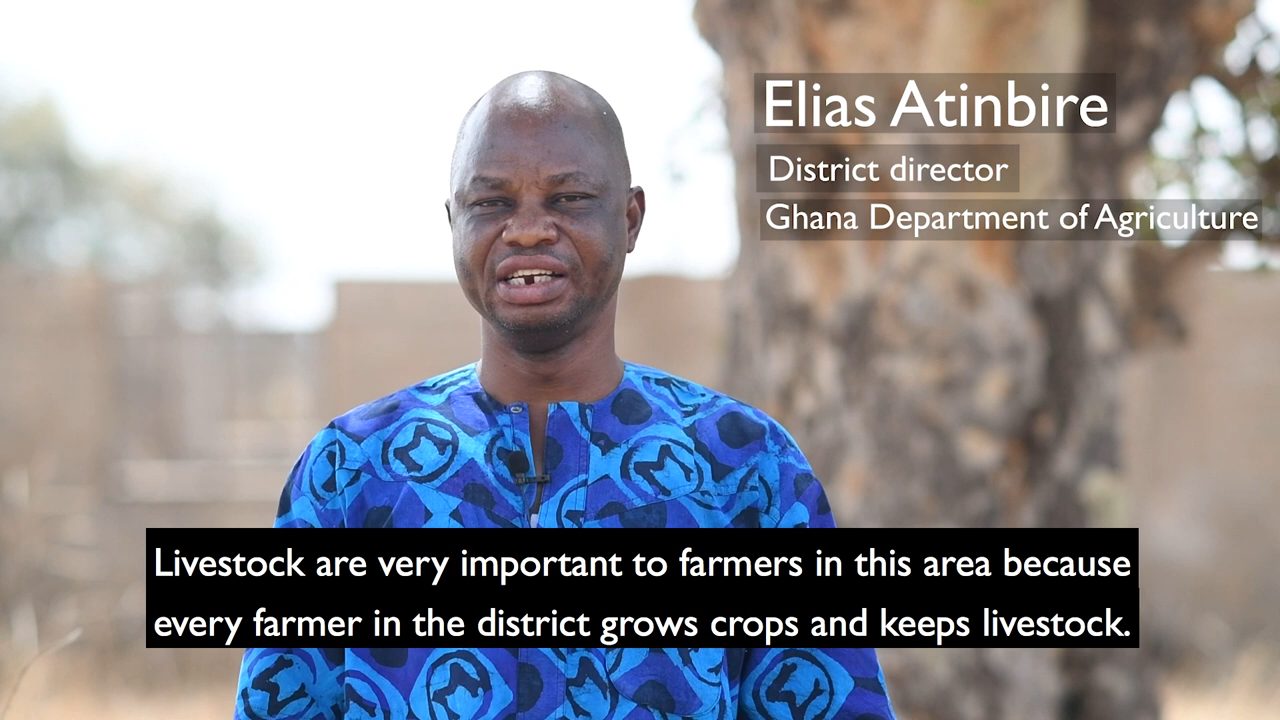 Elias Atinbire
District director
Ghana Department of Agriculture
Livestock are very important to farmers in this area because
every farmer in the district grows crops and keeps livestock.